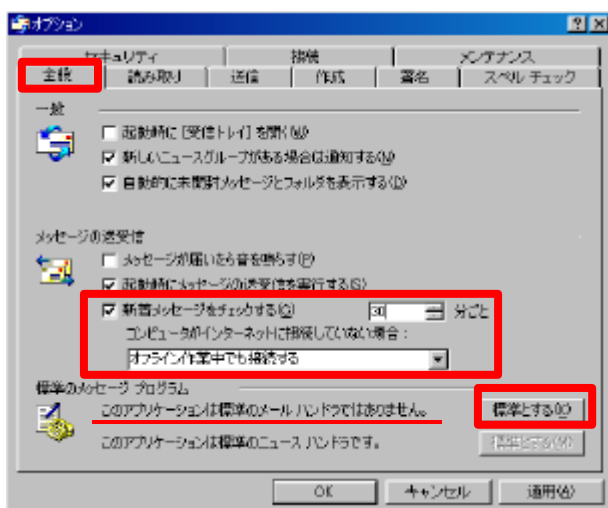 オプション
セキュリティ 接続 メンテナンス
全般 読み取り 送信 作成 署名 スペル チェック
一般
起動時に [受信トレイ] を開く(W)
新しいニュースグループがある場合は通知する(N)
自動的に未開封メッセージとフォルダを表示する(D)
メッセージの送受信
メッセージが届いたら音を鳴らす(P)
起動時にメッセージの送受信を実行する(S)
新着メッセージをチェックする(C) 30 分ごと
コンピュータがインターネットに接続していない場合：
オフライン作業中でも接続する
標準のメッセージ プログラム
このアプリケーションは標準のメール ハンドラではありません。 標準とする(K)
このアプリケーションは標準のニュース ハンドラです。 標準とする
OK キャンセル 適用(A)